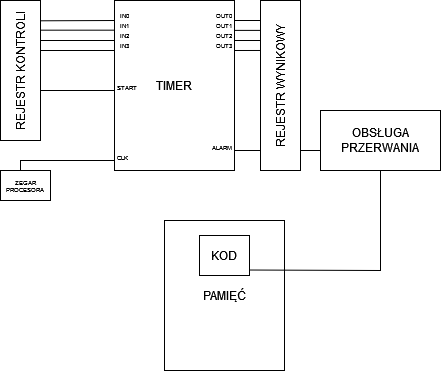 REJESTR KONTROLI
IN0
IN1
IN2
IN3
START
CLK
TIMER
OUT0
OUT1
OUT2
OUT3
ALARM
REJESTR WYNIKOWY
OBSŁUGA
PRZERWANIA
ZEGAR
PROCESORA
KOD
PAMIĘĆ